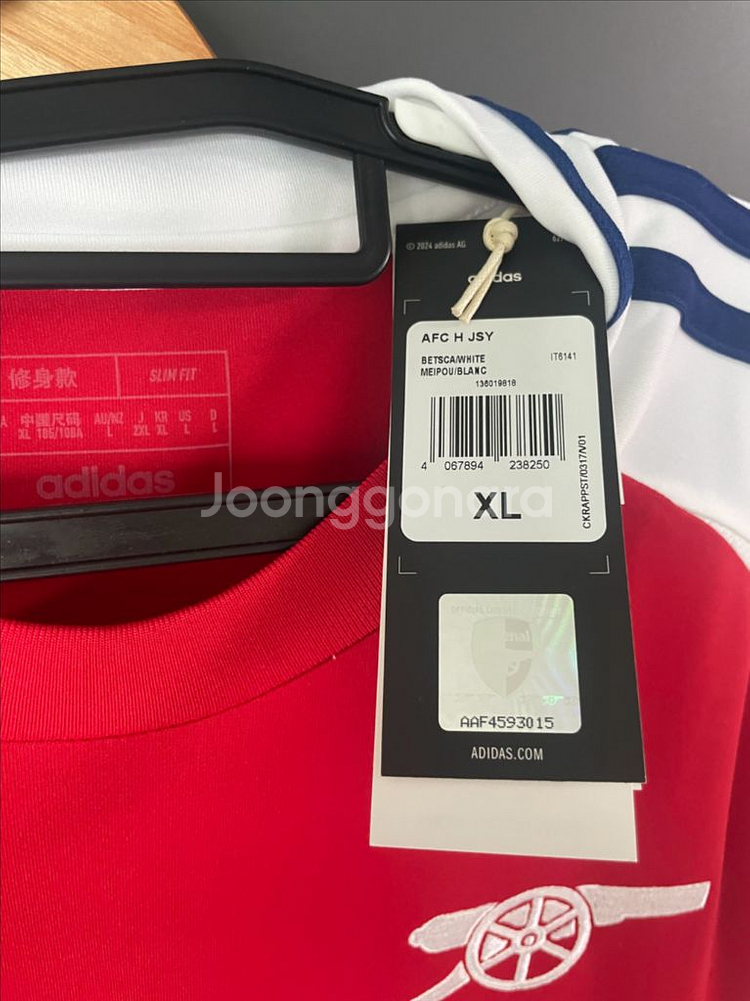 © 2024 adidas AG
adidas
AFC H JSY
BETSCA/WHITE IT6141
MEIPOU/BLANC
136019818
4 067894 238250
XL
CKRAPPST/0317/V01
修身款 SLIM FIT
A 中国尺码 AU/NZ J KR US D
XL 185/108A L 2XL XL L L
adidas
Joonggonara
AAF4593015
ADIDAS.COM